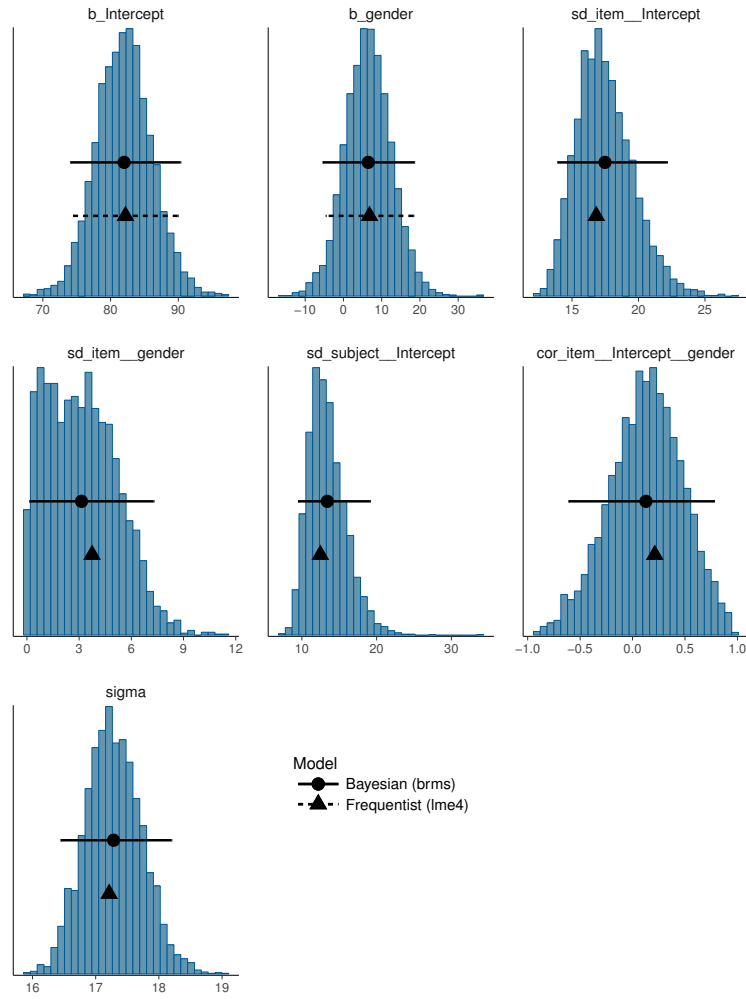 b_Intercept b_gender sd_item__Intercept
70 80 90 −10 0 10 20 30 15 20 25
sd_item__gender sd_subject__Intercept cor_item__Intercept__gender
0 3 6 9 12 10 20 30 −1.0 −0.5 0.0 0.5 1.0
sigma
Model
Bayesian (brms)
Frequentist (lme4)
16 17 18 19